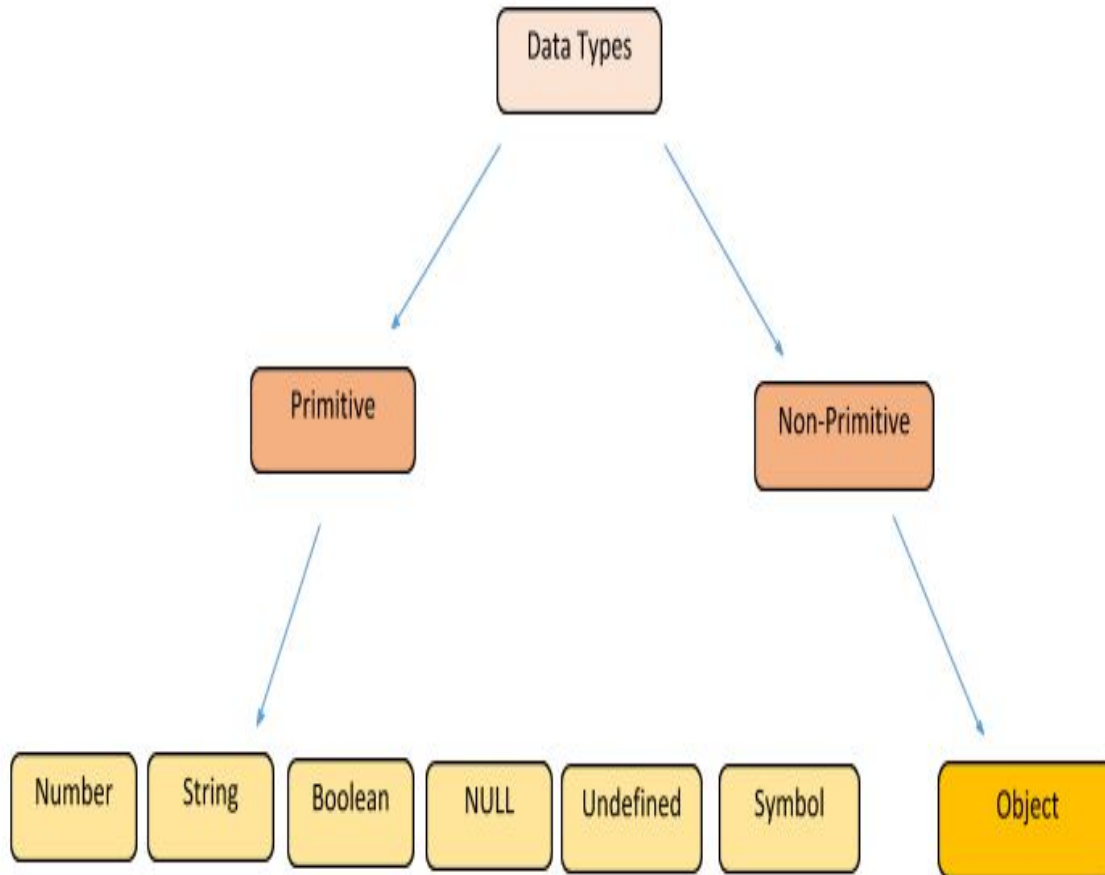 Data Types
Primitive
Non-Primitive
Number
String
Boolean
NULL
Undefined
Symbol
Object